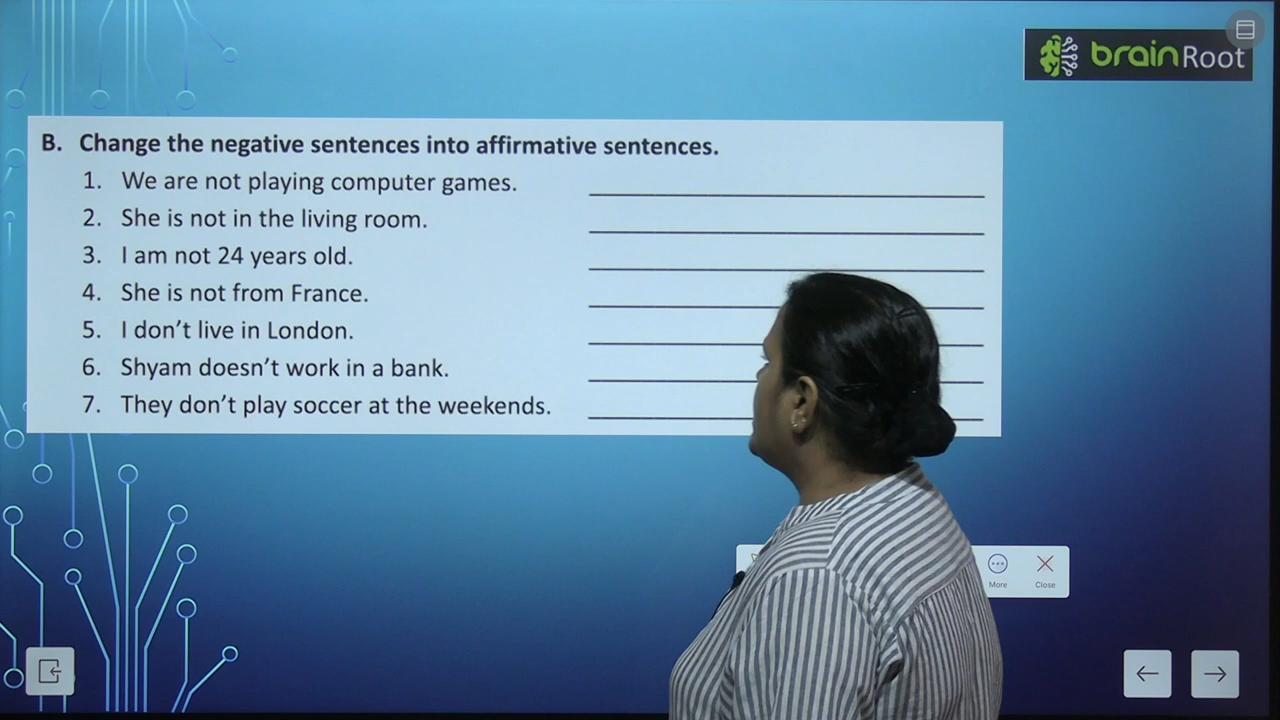 brainRoot
B. Change the negative sentences into affirmative sentences.
1. We are not playing computer games.
2. She is not in the living room.
3. I am not 24 years old.
4. She is not from France.
5. I don’t live in London.
6. Shyam doesn’t work in a bank.
7. They don’t play soccer at the weekends.
More Close